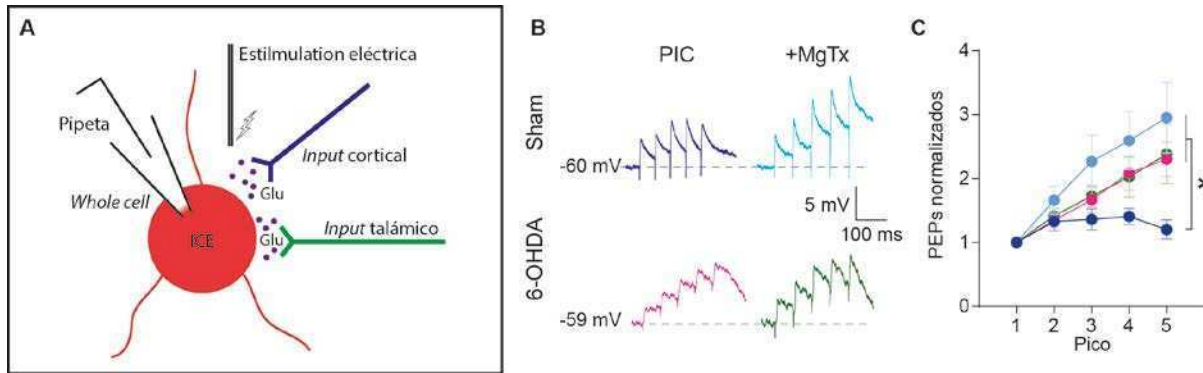 A
Estilmulation eléctrica
Pipeta
Input cortical
Whole cell
Glu
ICE
Glu
Input talámico
B
PIC
+MgTx
Sham
-60 mV
5 mV
100 ms
6-OHDA
-59 mV
C
PEPs normalizados
4
3
2
1
0
1
2
3
4
5
Pico
*